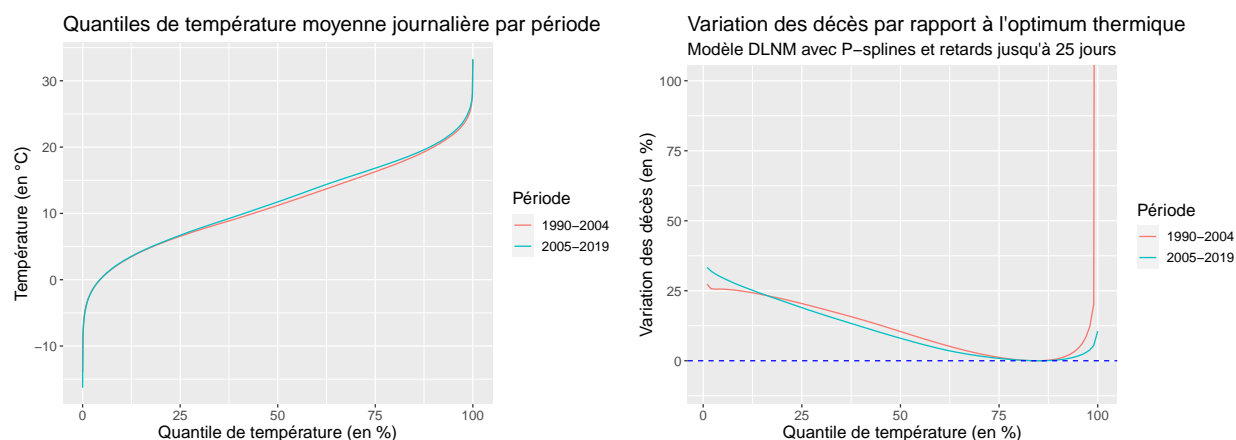 Quantiles de température moyenne journalière par période
Température (en °C)
30
20
10
0
−10
0
25
50
75
100
Quantile de température (en %)
Période
1990−2004
2005−2019
Variation des décès par rapport à l'optimum thermique
Modèle DLNM avec P−splines et retards jusqu'à 25 jours
Variation des décès (en %)
100
75
50
25
0
0
25
50
75
100
Quantile de température (en %)
Période
1990−2004
2005−2019